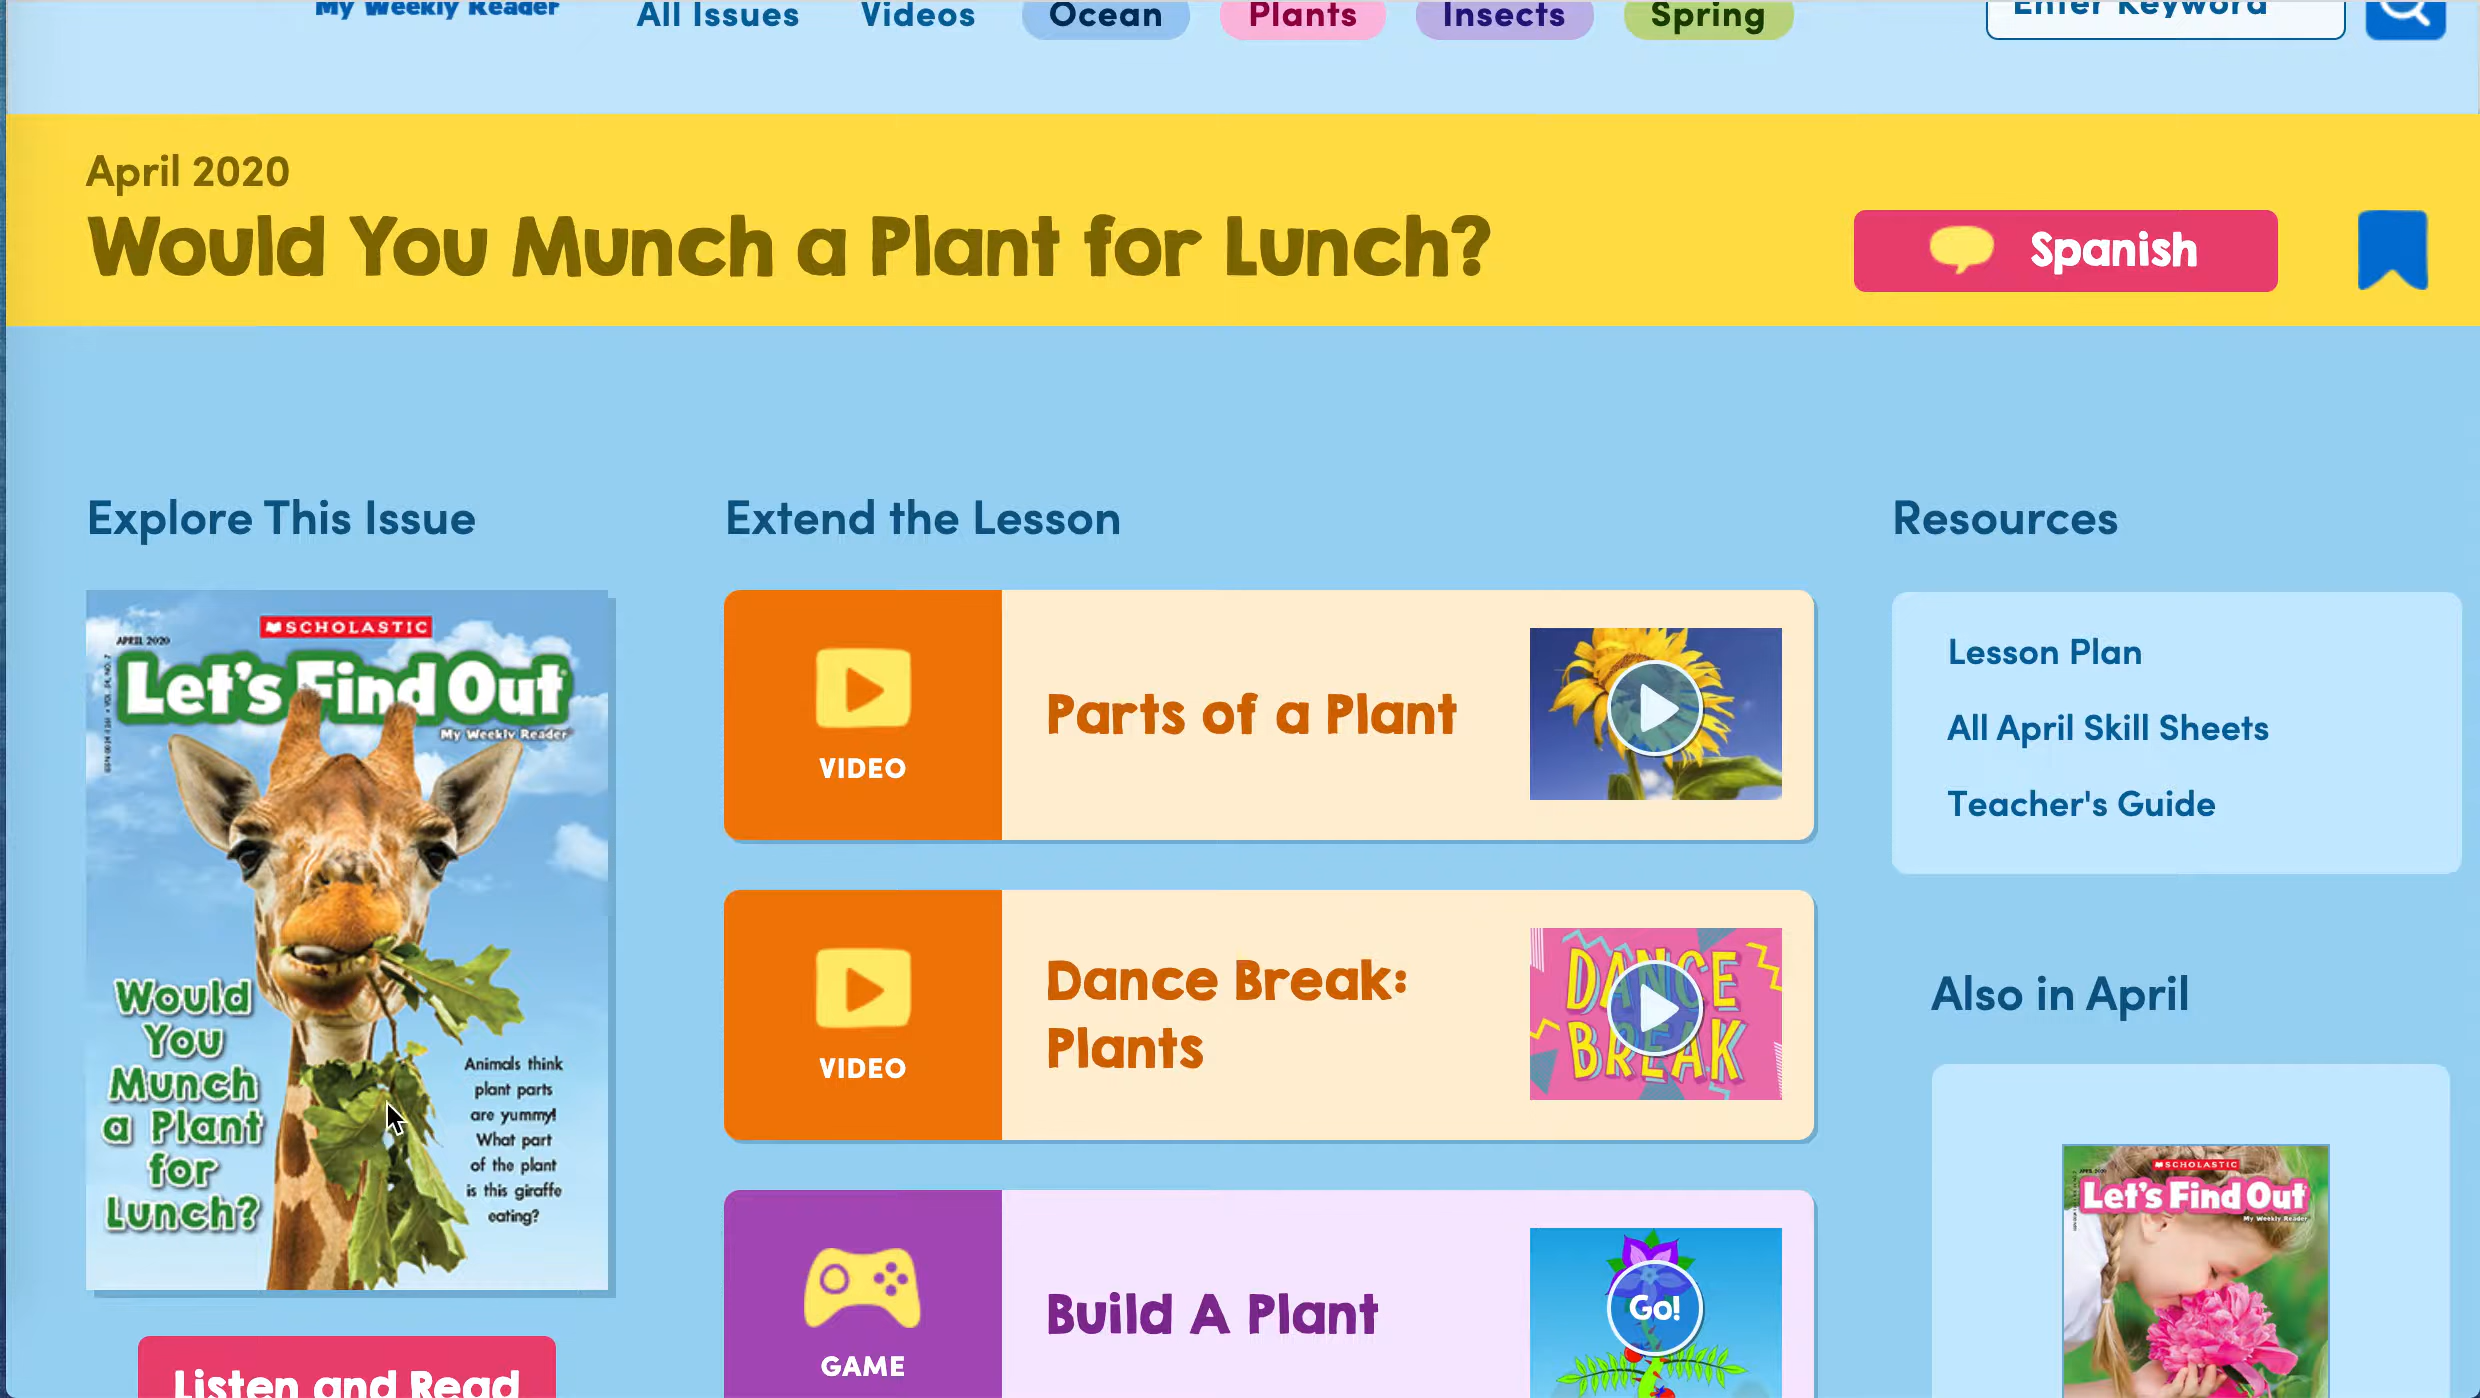 My Weekly Reader
All Issues
Videos
Ocean
Plants
Insects
Spring
Enter Keyword
April 2020
Would You Munch a Plant for Lunch?
Spanish
Explore This Issue
SCHOLASTIC
APRIL 2020
Let's Find Out
My Weekly Reader
Would
You
Munch
a Plant
for
Lunch?
Animals think
plant parts
are yummy!
What part
of the plant
is this giraffe
eating?
Listen and Read
Extend the Lesson
VIDEO
Parts of a Plant
VIDEO
Dance Break:
Plants
DANCE
BREAK
GAME
Build A Plant
Go!
Resources
Lesson Plan
All April Skill Sheets
Teacher's Guide
Also in April
SCHOLASTIC
APRIL 2020
Let's Find Out
My Weekly Reader